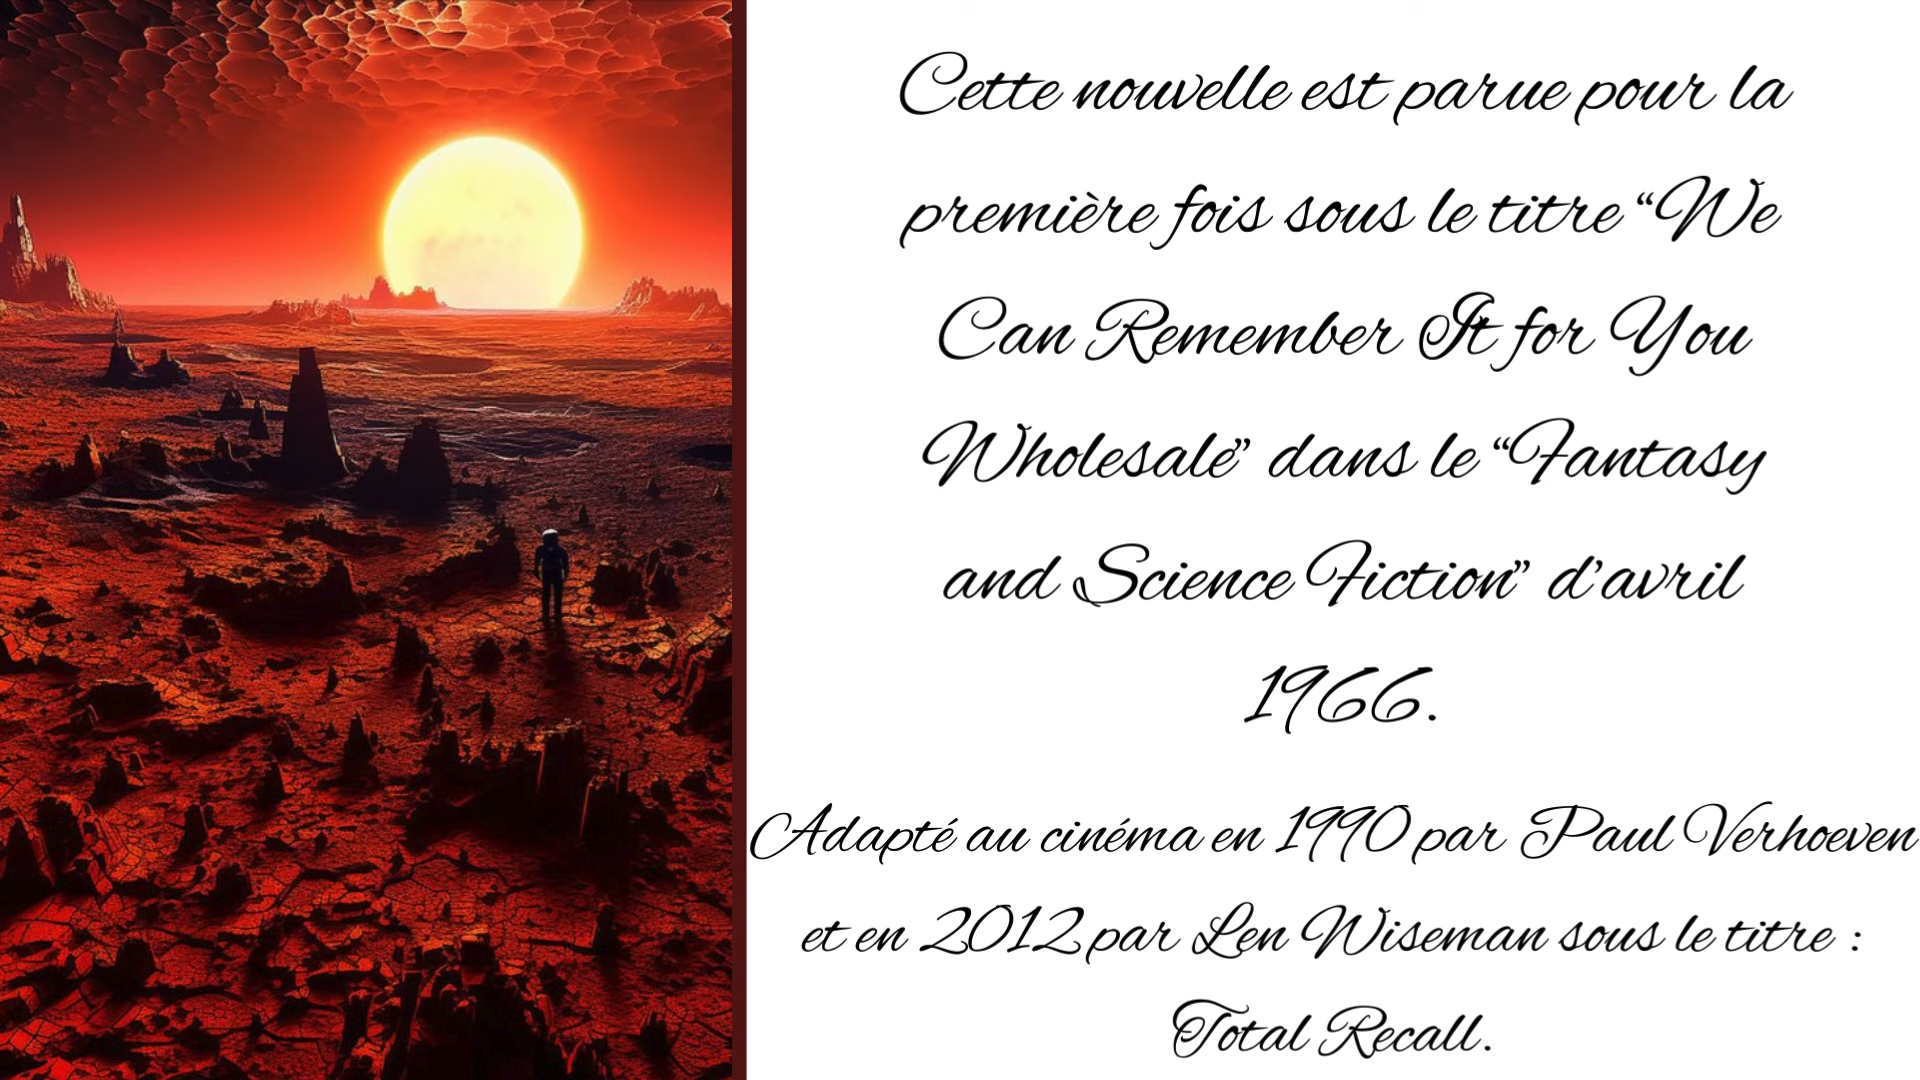 Cette nouvelle est parue pour la
première fois sous le titre “We
Can Remember It for You
Wholesale” dans le “Fantasy
and Science Fiction” d’avril
1966.
Adapté au cinéma en 1990 par Paul Verhoeven
et en 2012 par Len Wiseman sous le titre :
Total Recall.